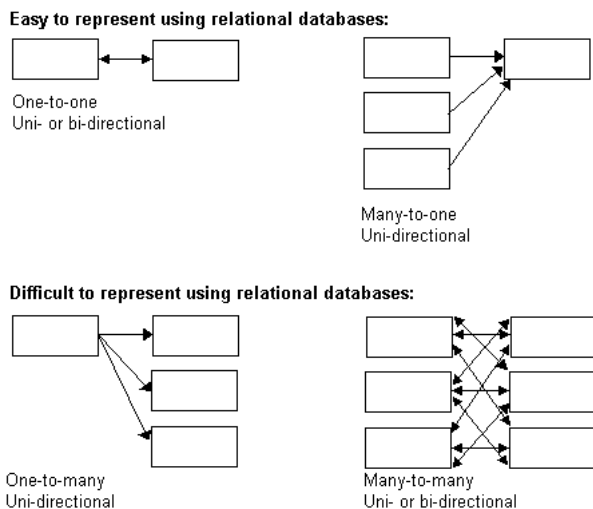 Easy to represent using relational databases:
One-to-one
Uni- or bi-directional
Many-to-one
Uni-directional
Difficult to represent using relational databases:
One-to-many
Uni-directional
Many-to-many
Uni- or bi-directional